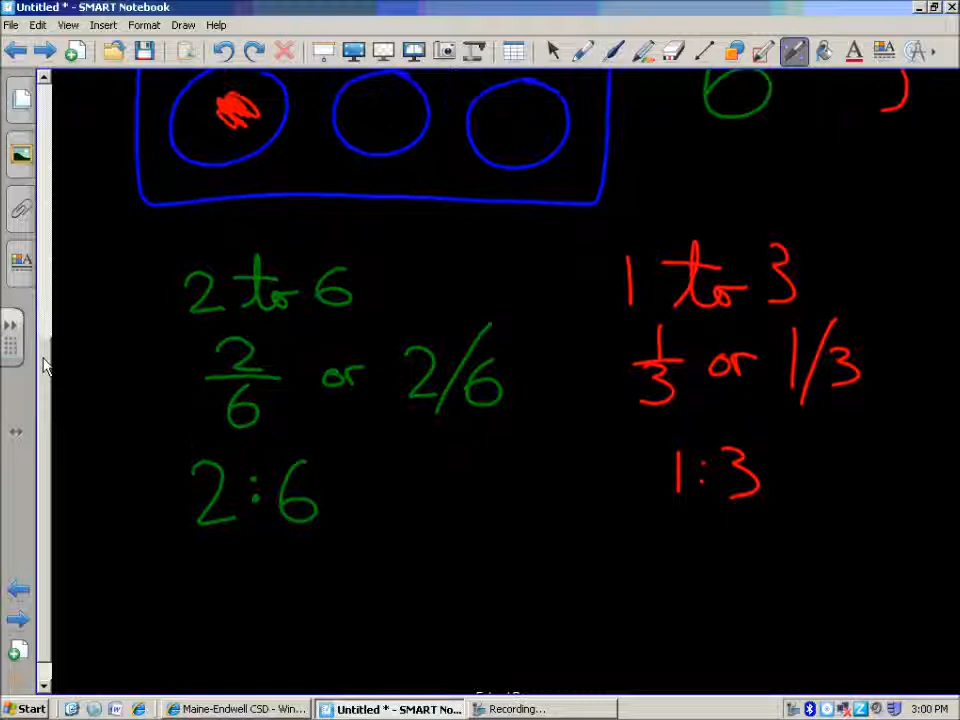 Untitled * - SMART Notebook
File Edit View Insert Format Draw Help
6 3
2 to 6
1 to 3
2/6 or 2/6
1/3 or 1/3
2:6
1:3
Start
Maine-Endwell CSD - Win...
Untitled * - SMART No...
Recording...
3:00 PM